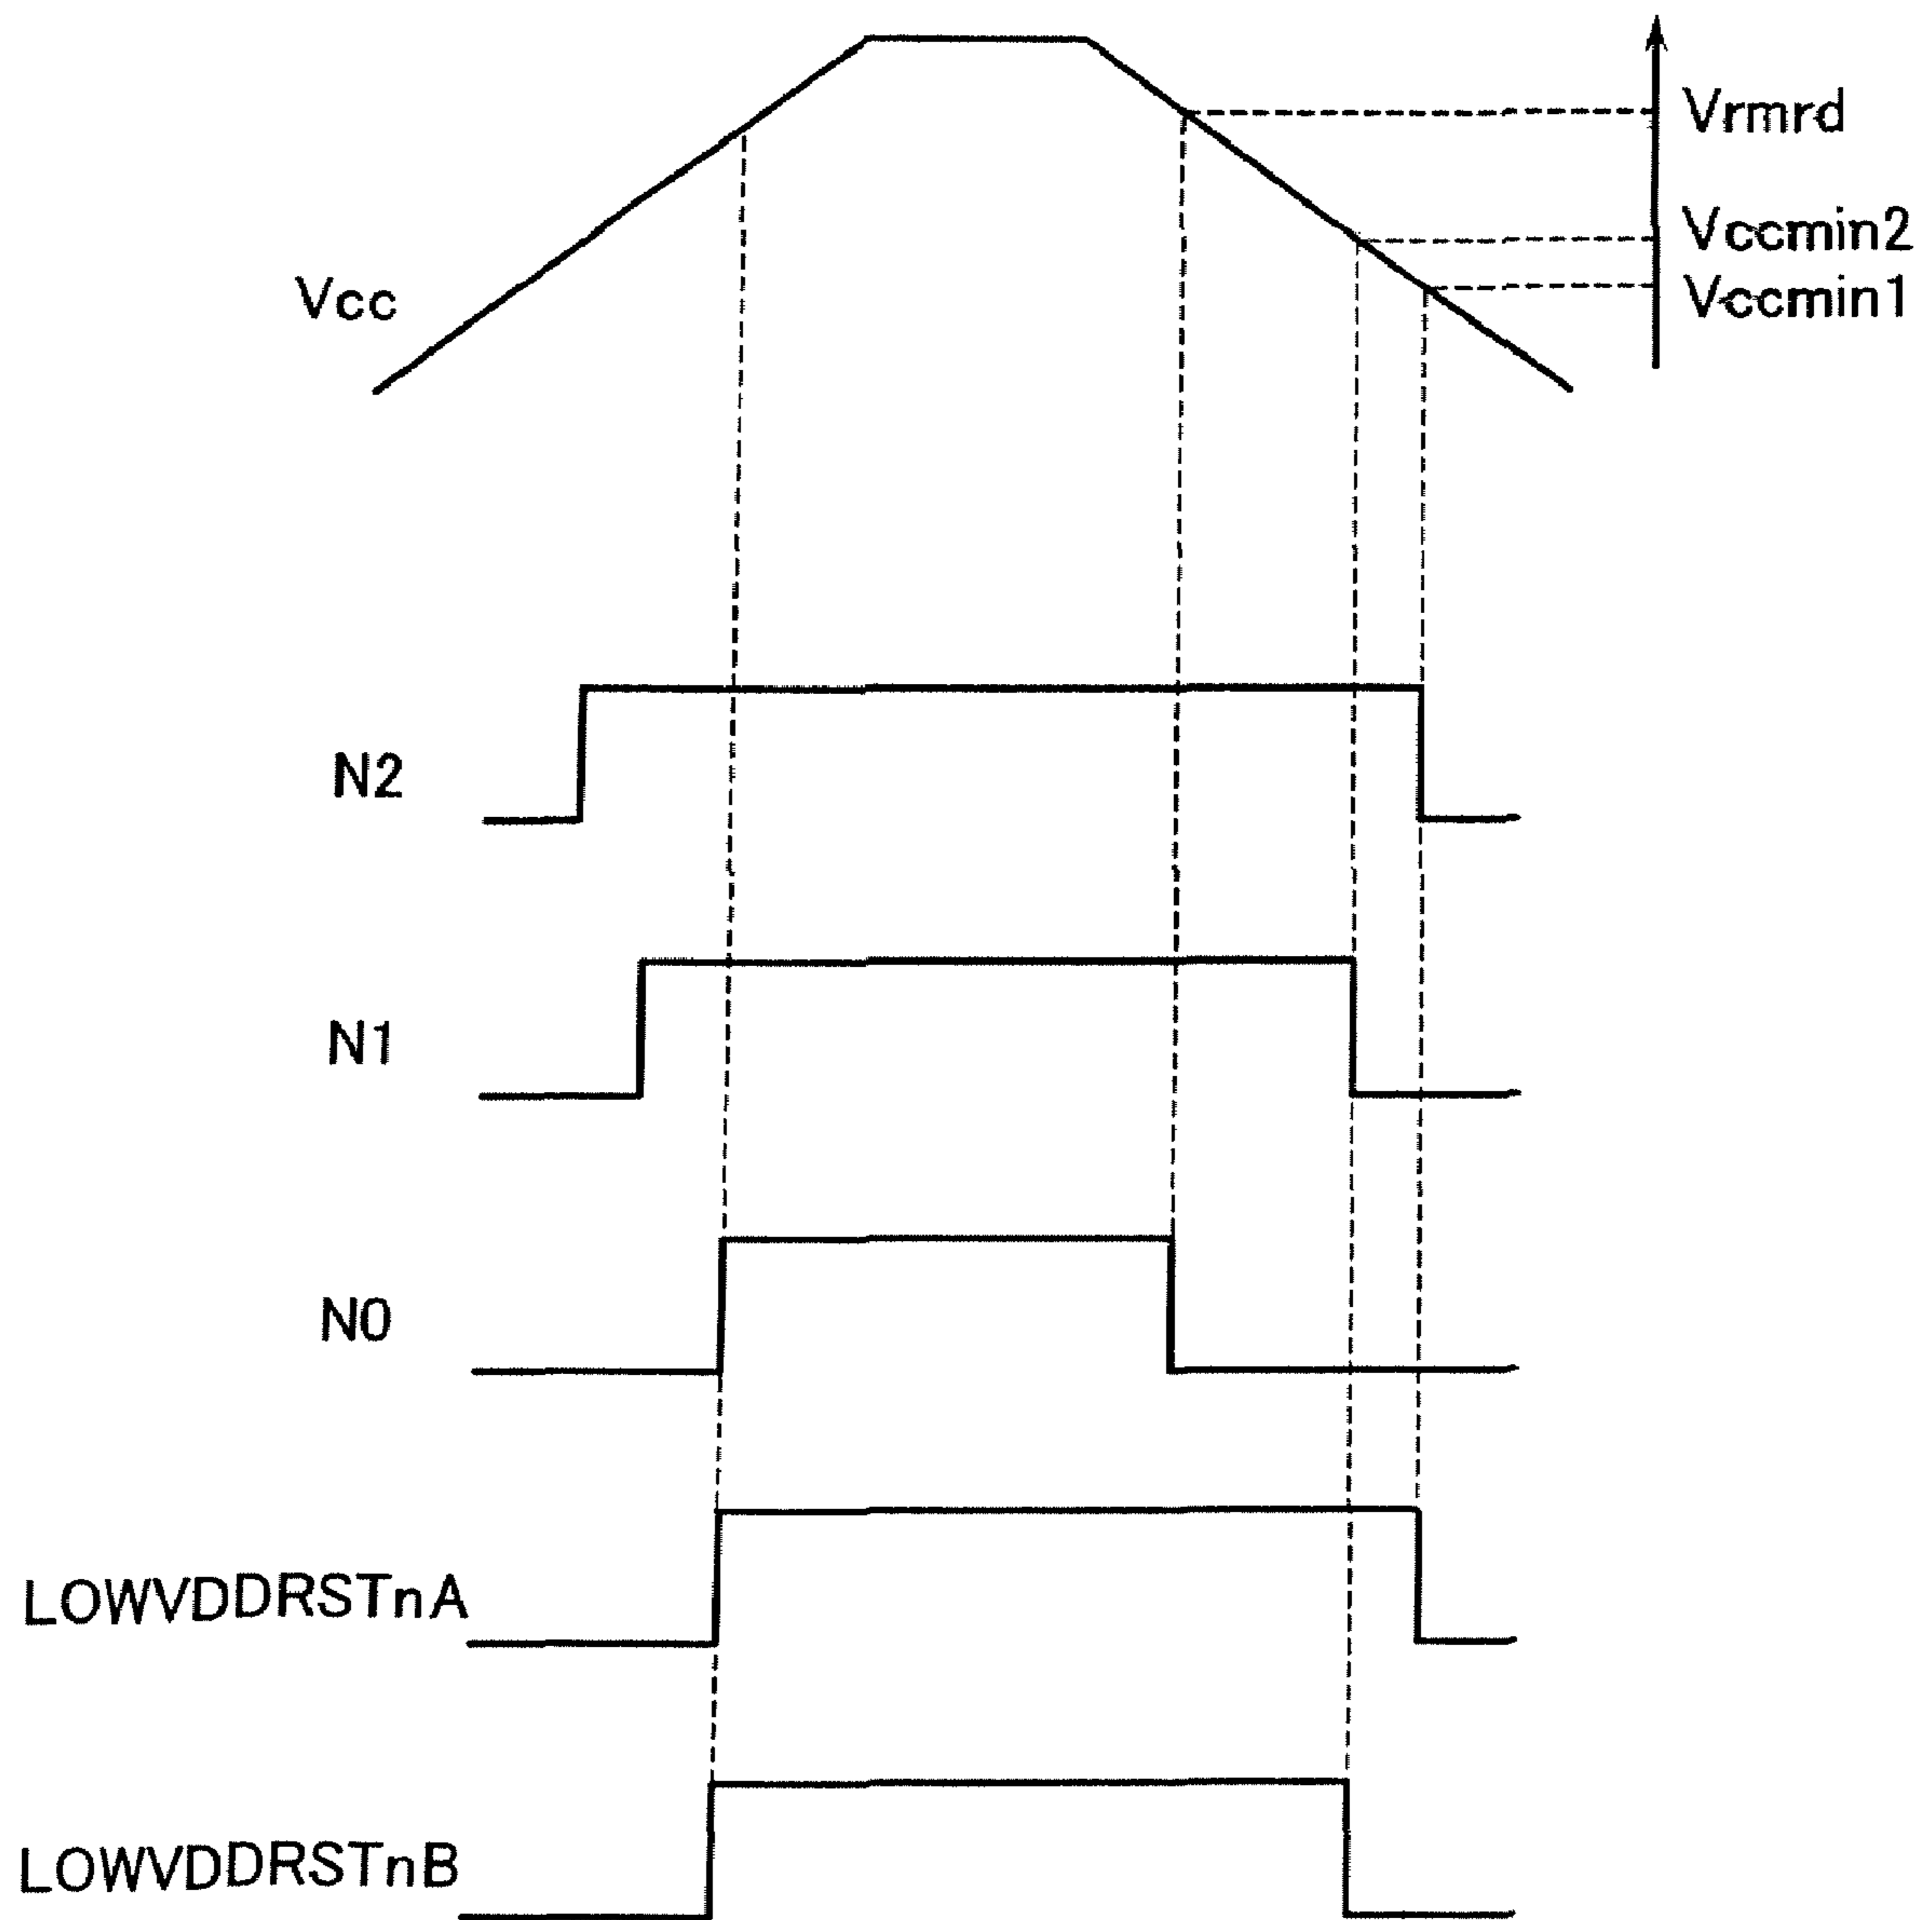 Vrmrd
Vccmin2
Vccmin1
Vcc
N2
N1
N0
LOWVDDRSTnA
LOWVDDRSTnB